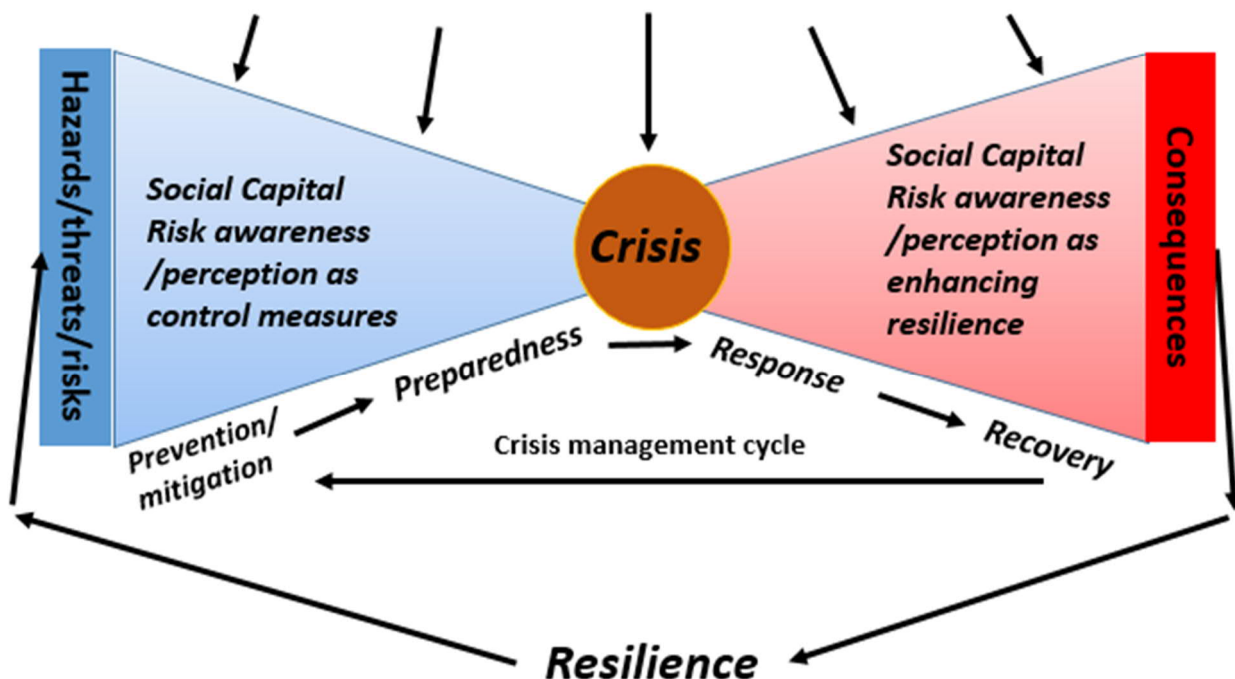 Hazards/threats/risks
Social Capital
Risk awareness
/perception as
control measures
Crisis
Social Capital
Risk awareness
/perception as
enhancing
resilience
Consequences
Prevention/
mitigation
Preparedness
Response
Recovery
Crisis management cycle
Resilience